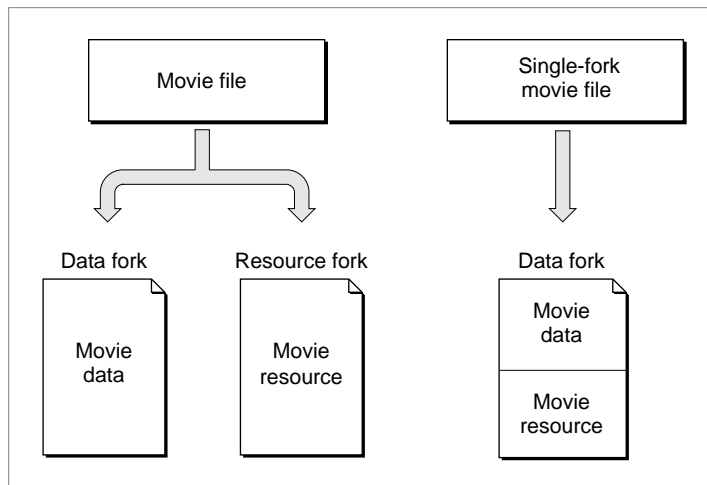 Movie file
Single-fork
movie file
Data fork
Resource fork
Data fork
Movie
data
Movie
resource
Movie
data
Movie
resource